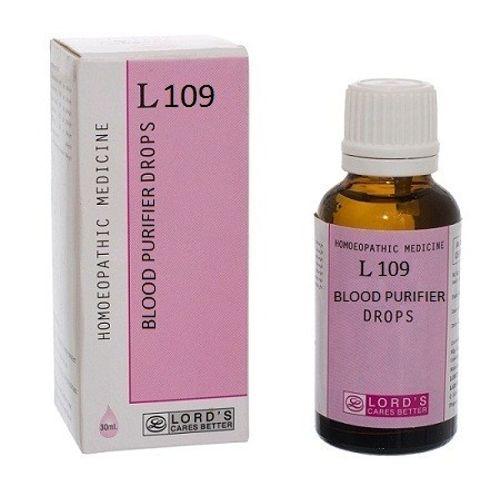 L 109
HOMOEOPATHIC MEDICINE
BLOOD PURIFIER DROPS
30ml.
LORD'S
CARES BETTER
HOMOEOPATHIC MEDICINE
L 109
BLOOD PURIFIER
DROPS
LORD'S
CARES BETTER